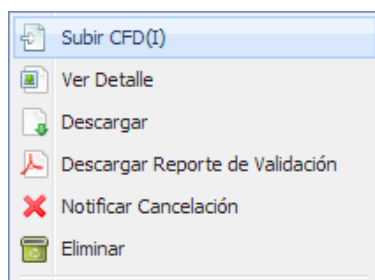 Subir CFD(I)
Ver Detalle
Descargar
Descargar Reporte de Validación
Notificar Cancelación
Eliminar